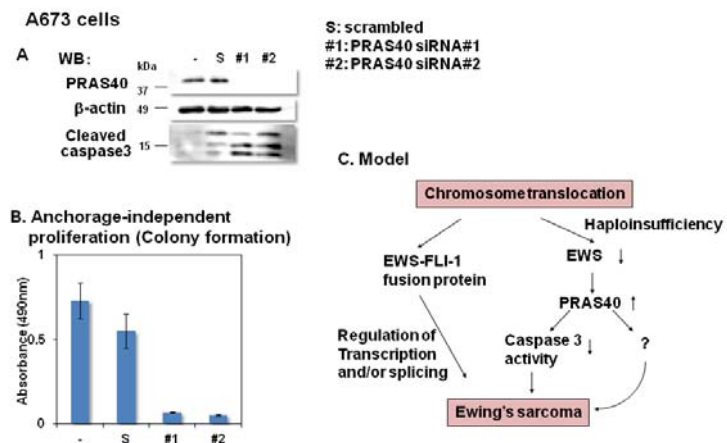 A673 cells
S: scrambled
#1: PRAS40 siRNA#1
#2: PRAS40 siRNA#2
A
WB:
- S #1 #2
kDa
PRAS40
37
β-actin 49
Cleaved
caspase3
15
B. Anchorage-independent
proliferation (Colony formation)
Absorbance (490nm)
1
0.5
0
- S #1 #2
C. Model
Chromosome translocation
Haploinsufficiency
EWS-FLI-1
fusion protein
EWS ↓
PRAS40 ↑
Regulation of
Transcription
and/or splicing
Caspase 3
activity ↓
?
Ewing's sarcoma